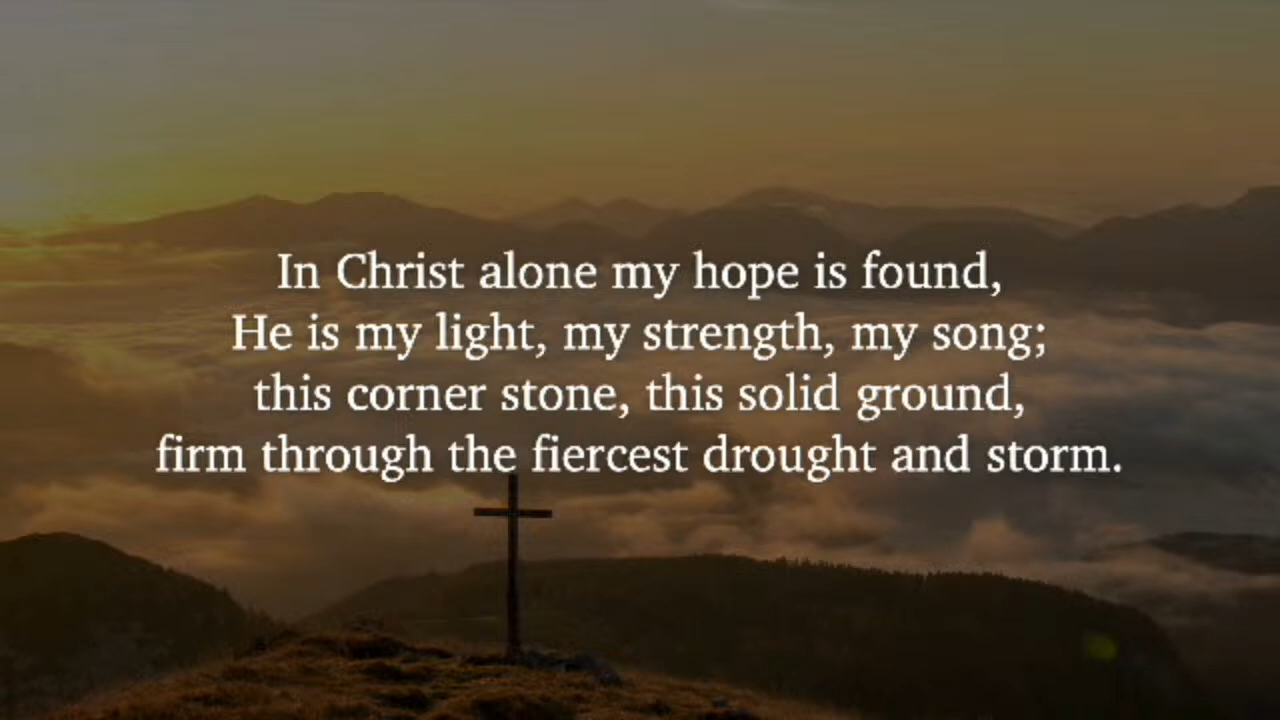 In Christ alone my hope is found,
He is my light, my strength, my song;
this corner stone, this solid ground,
firm through the fiercest drought and storm.